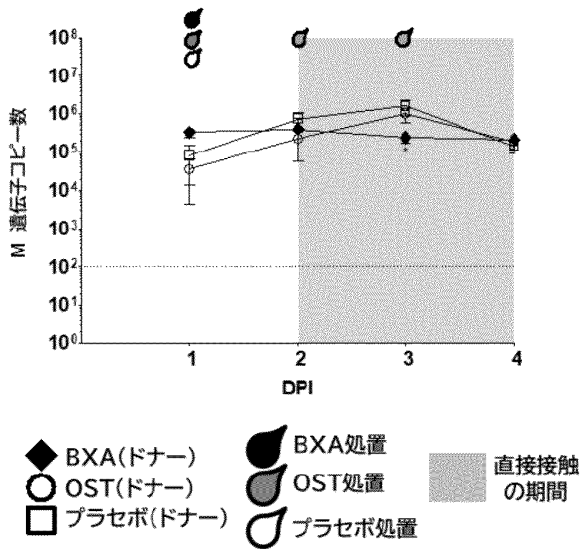 10⁸
10⁷
10⁶
10⁵
10⁴
10³
10²
10¹
10⁰
M 遺伝子コピー数
1 2 3 4
DPI
BXA(ドナー)
OST(ドナー)
プラセボ(ドナー)
BXA処置
OST処置
プラセボ処置
直接接触
の期間